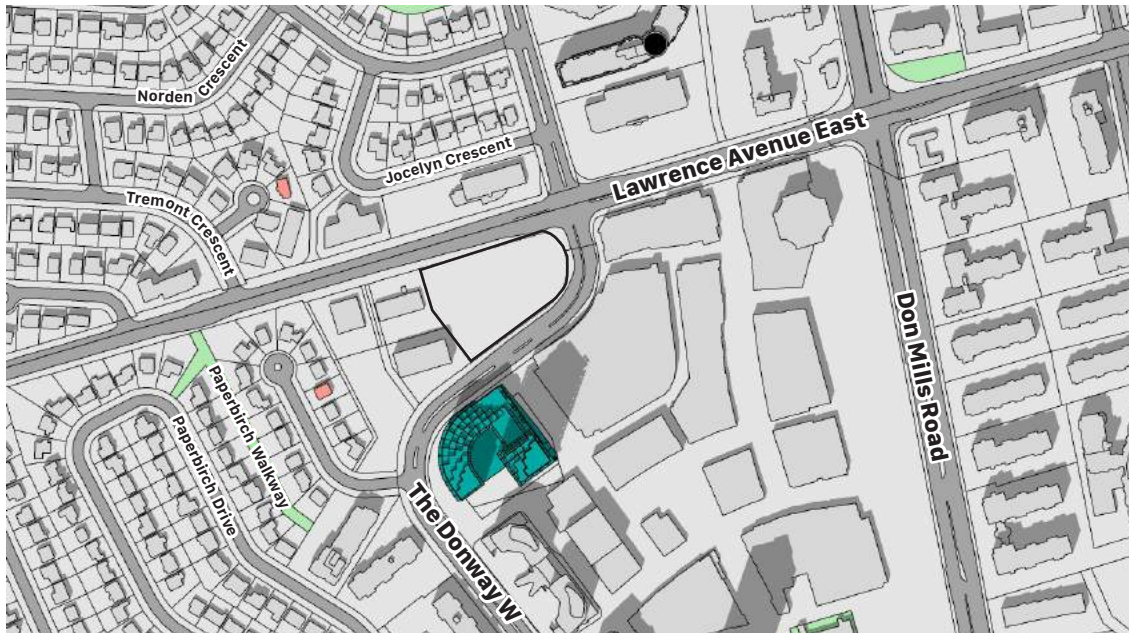 Norden Crescent
Jocelyn Crescent
Lawrence Avenue East
Tremont Crescent
Don Mills Road
Paperbirch Walkway
Paperbirch Drive
The Donway W